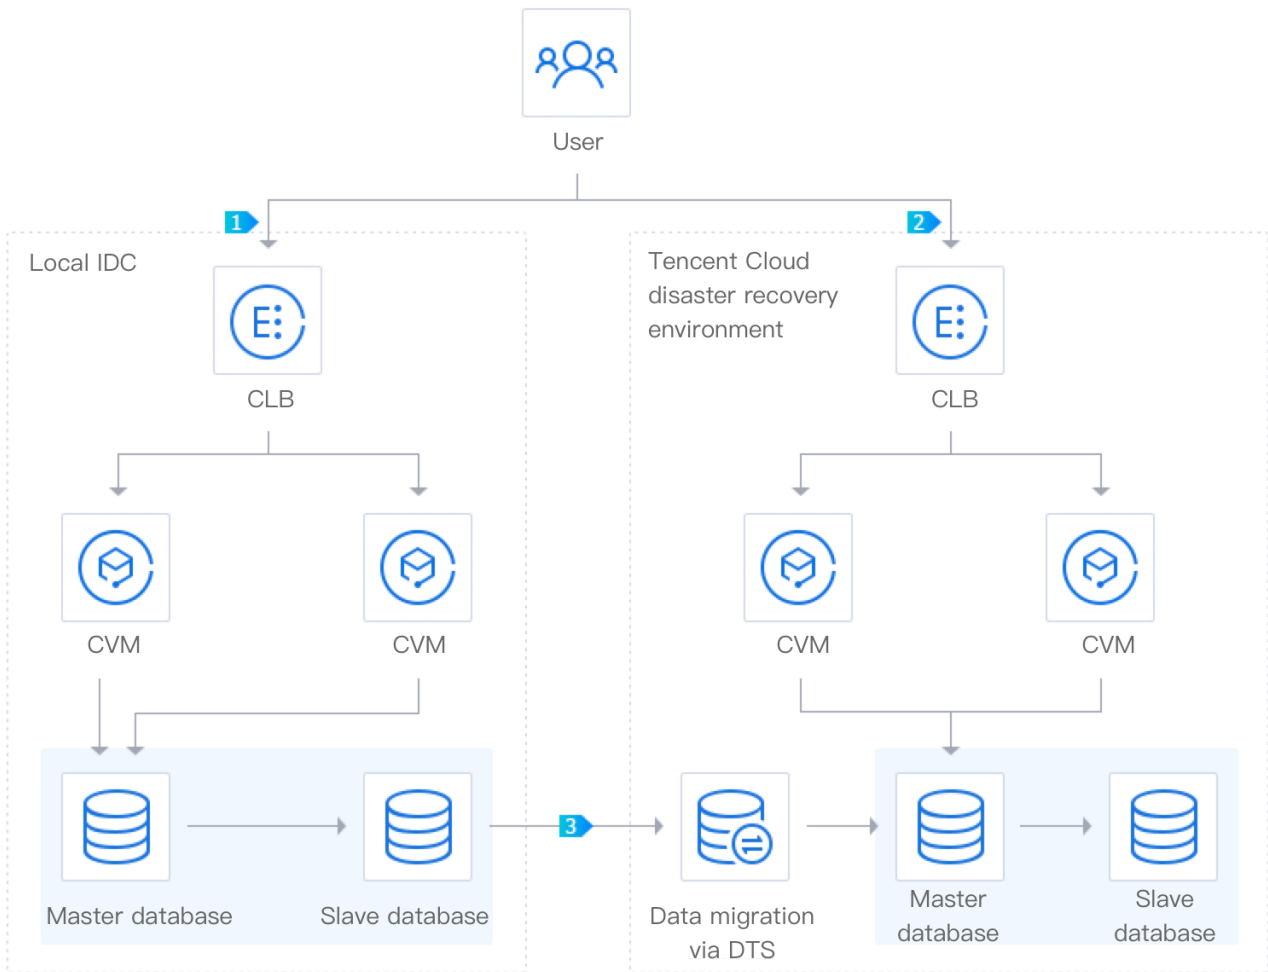 User
1
2
Local IDC
Tencent Cloud
disaster recovery
environment
E
E
CLB
CLB
CVM
CVM
CVM
CVM
3
Master database
Slave database
Data migration
via DTS
Master
database
Slave
database